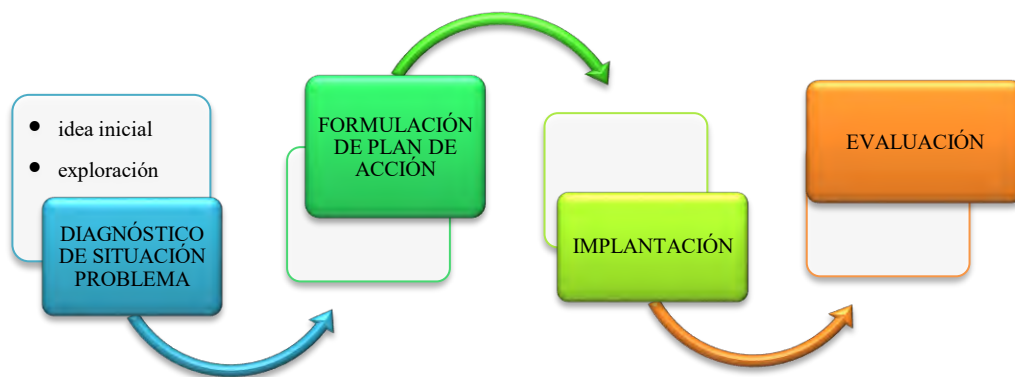 • idea inicial
• exploración
DIAGNÓSTICO
DE SITUACIÓN
PROBLEMA
FORMULACIÓN
DE PLAN DE
ACCIÓN
IMPLANTACIÓN
EVALUACIÓN